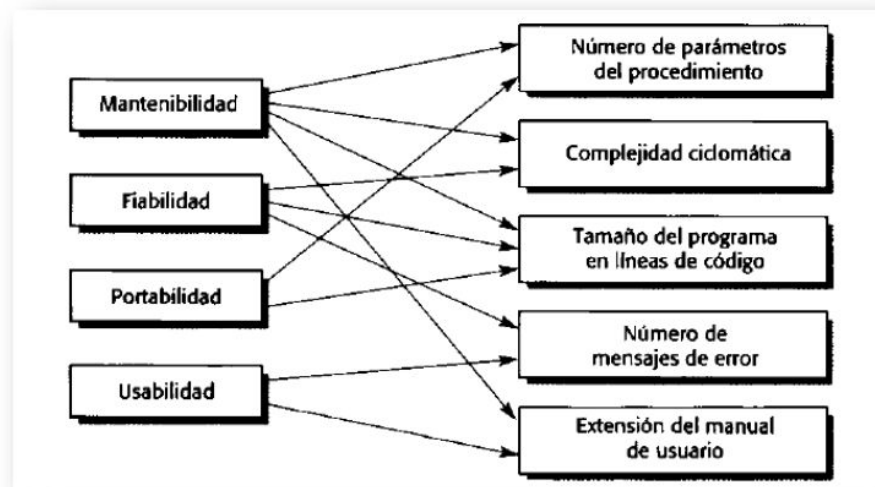 Mantenibilidad
Fiabilidad
Portabilidad
Usabilidad
Número de parámetros
del procedimiento
Complejidad ciclomática
Tamaño del programa
en líneas de código
Número de
mensajes de error
Extensión del manual
de usuario